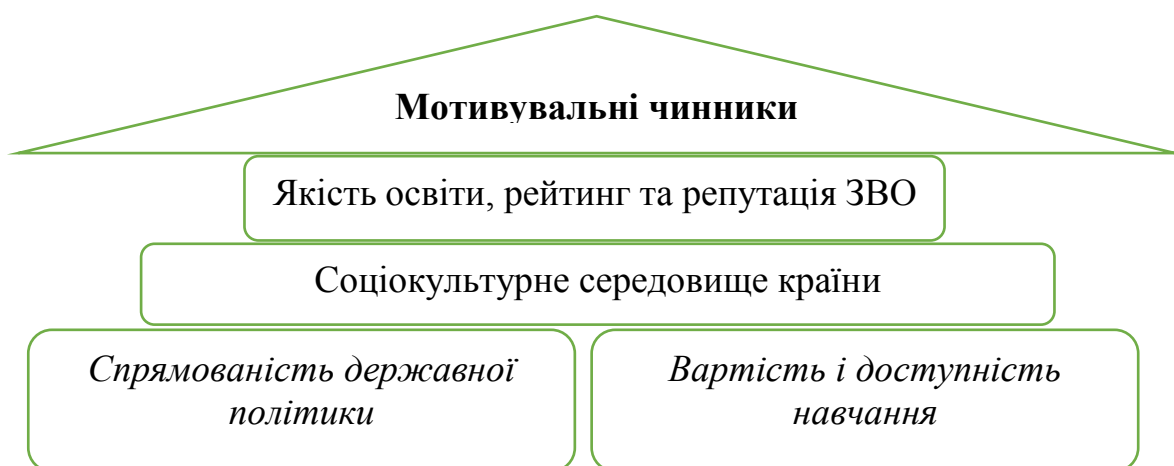 Мотивувальні чинники
Якість освіти, рейтинг та репутація ЗВО
Соціокультурне середовище країни
Спрямованість державної
політики
Вартість і доступність
навчання